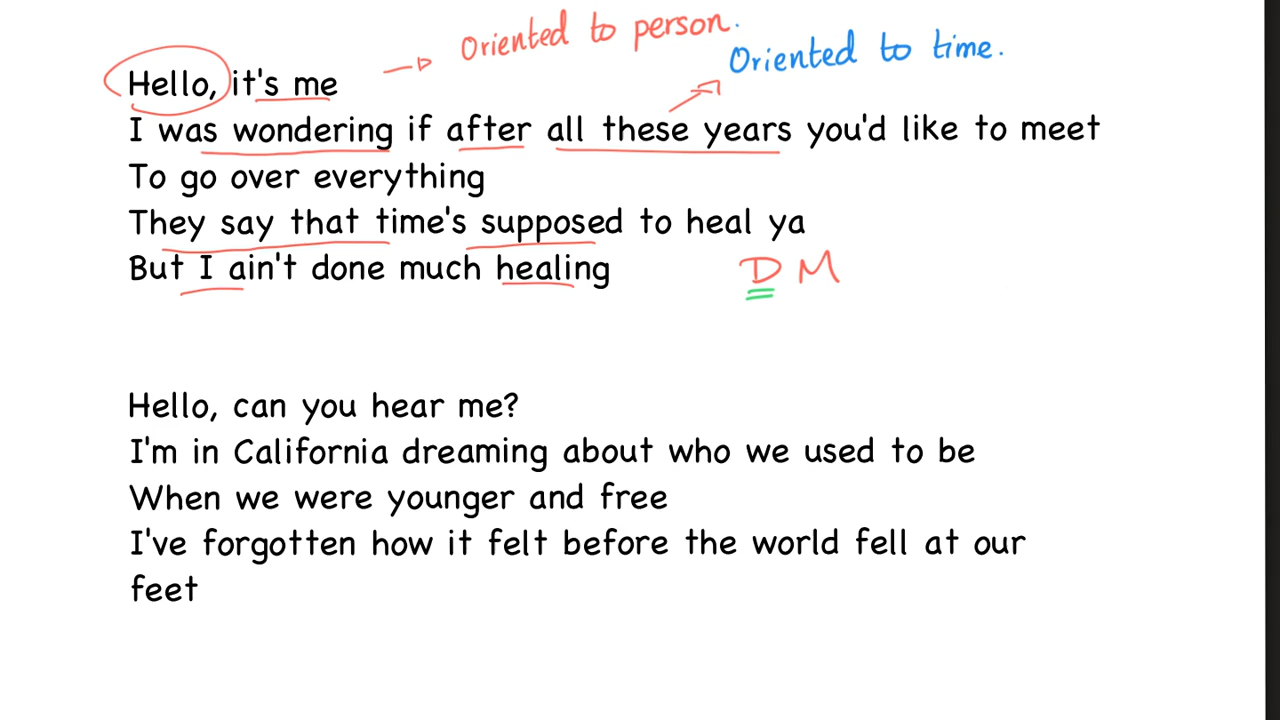 Oriented to person.
Oriented to time.
Hello, it's me
I was wondering if after all these years you'd like to meet
To go over everything
They say that time's supposed to heal ya
But I ain't done much healing
D M
Hello, can you hear me?
I'm in California dreaming about who we used to be
When we were younger and free
I've forgotten how it felt before the world fell at our
feet